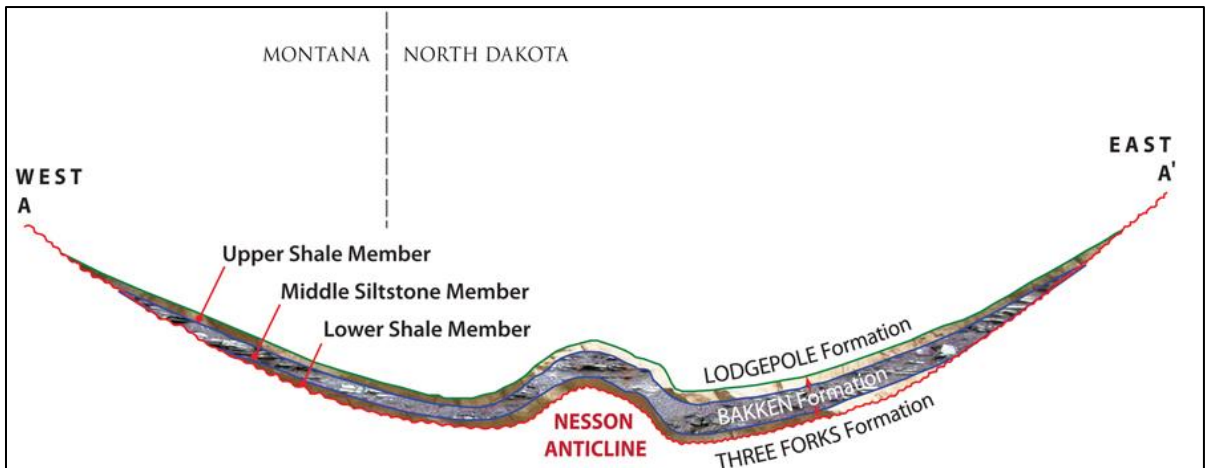 MONTANA NORTH DAKOTA
WEST
A
EAST
A'
Upper Shale Member
Middle Siltstone Member
Lower Shale Member
NESSON
ANTICLINE
LODGEPOLE Formation
BAKKEN Formation
THREE FORKS Formation